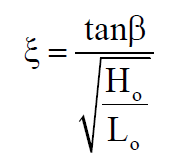 ξ = tanβ / √(Hₒ / Lₒ)